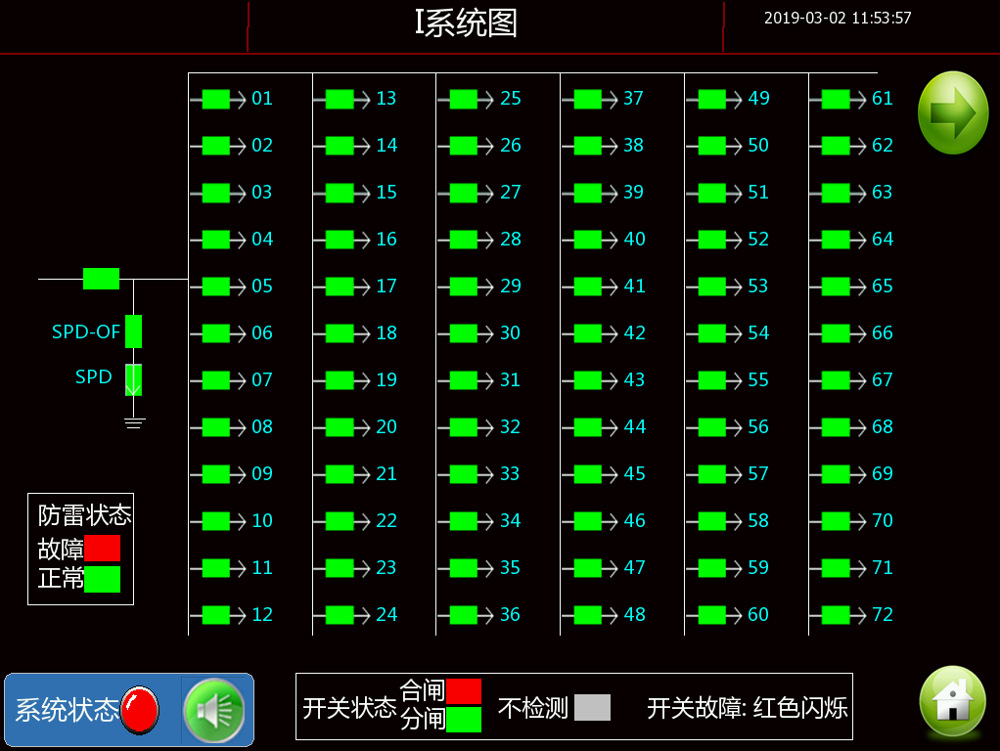 I系统图
2019-03-02 11:53:57
01 13 25 37 49 61
02 14 26 38 50 62
03 15 27 39 51 63
04 16 28 40 52 64
05 17 29 41 53 65
SPD-OF 06 18 30 42 54 66
SPD 07 19 31 43 55 67
08 20 32 44 56 68
09 21 33 45 57 69
防雷状态 10 22 34 46 58 70
故障 11 23 35 47 59 71
正常
12 24 36 48 60 72
系统状态
开关状态
合闸
分闸
不检测
开关故障: 红色闪烁